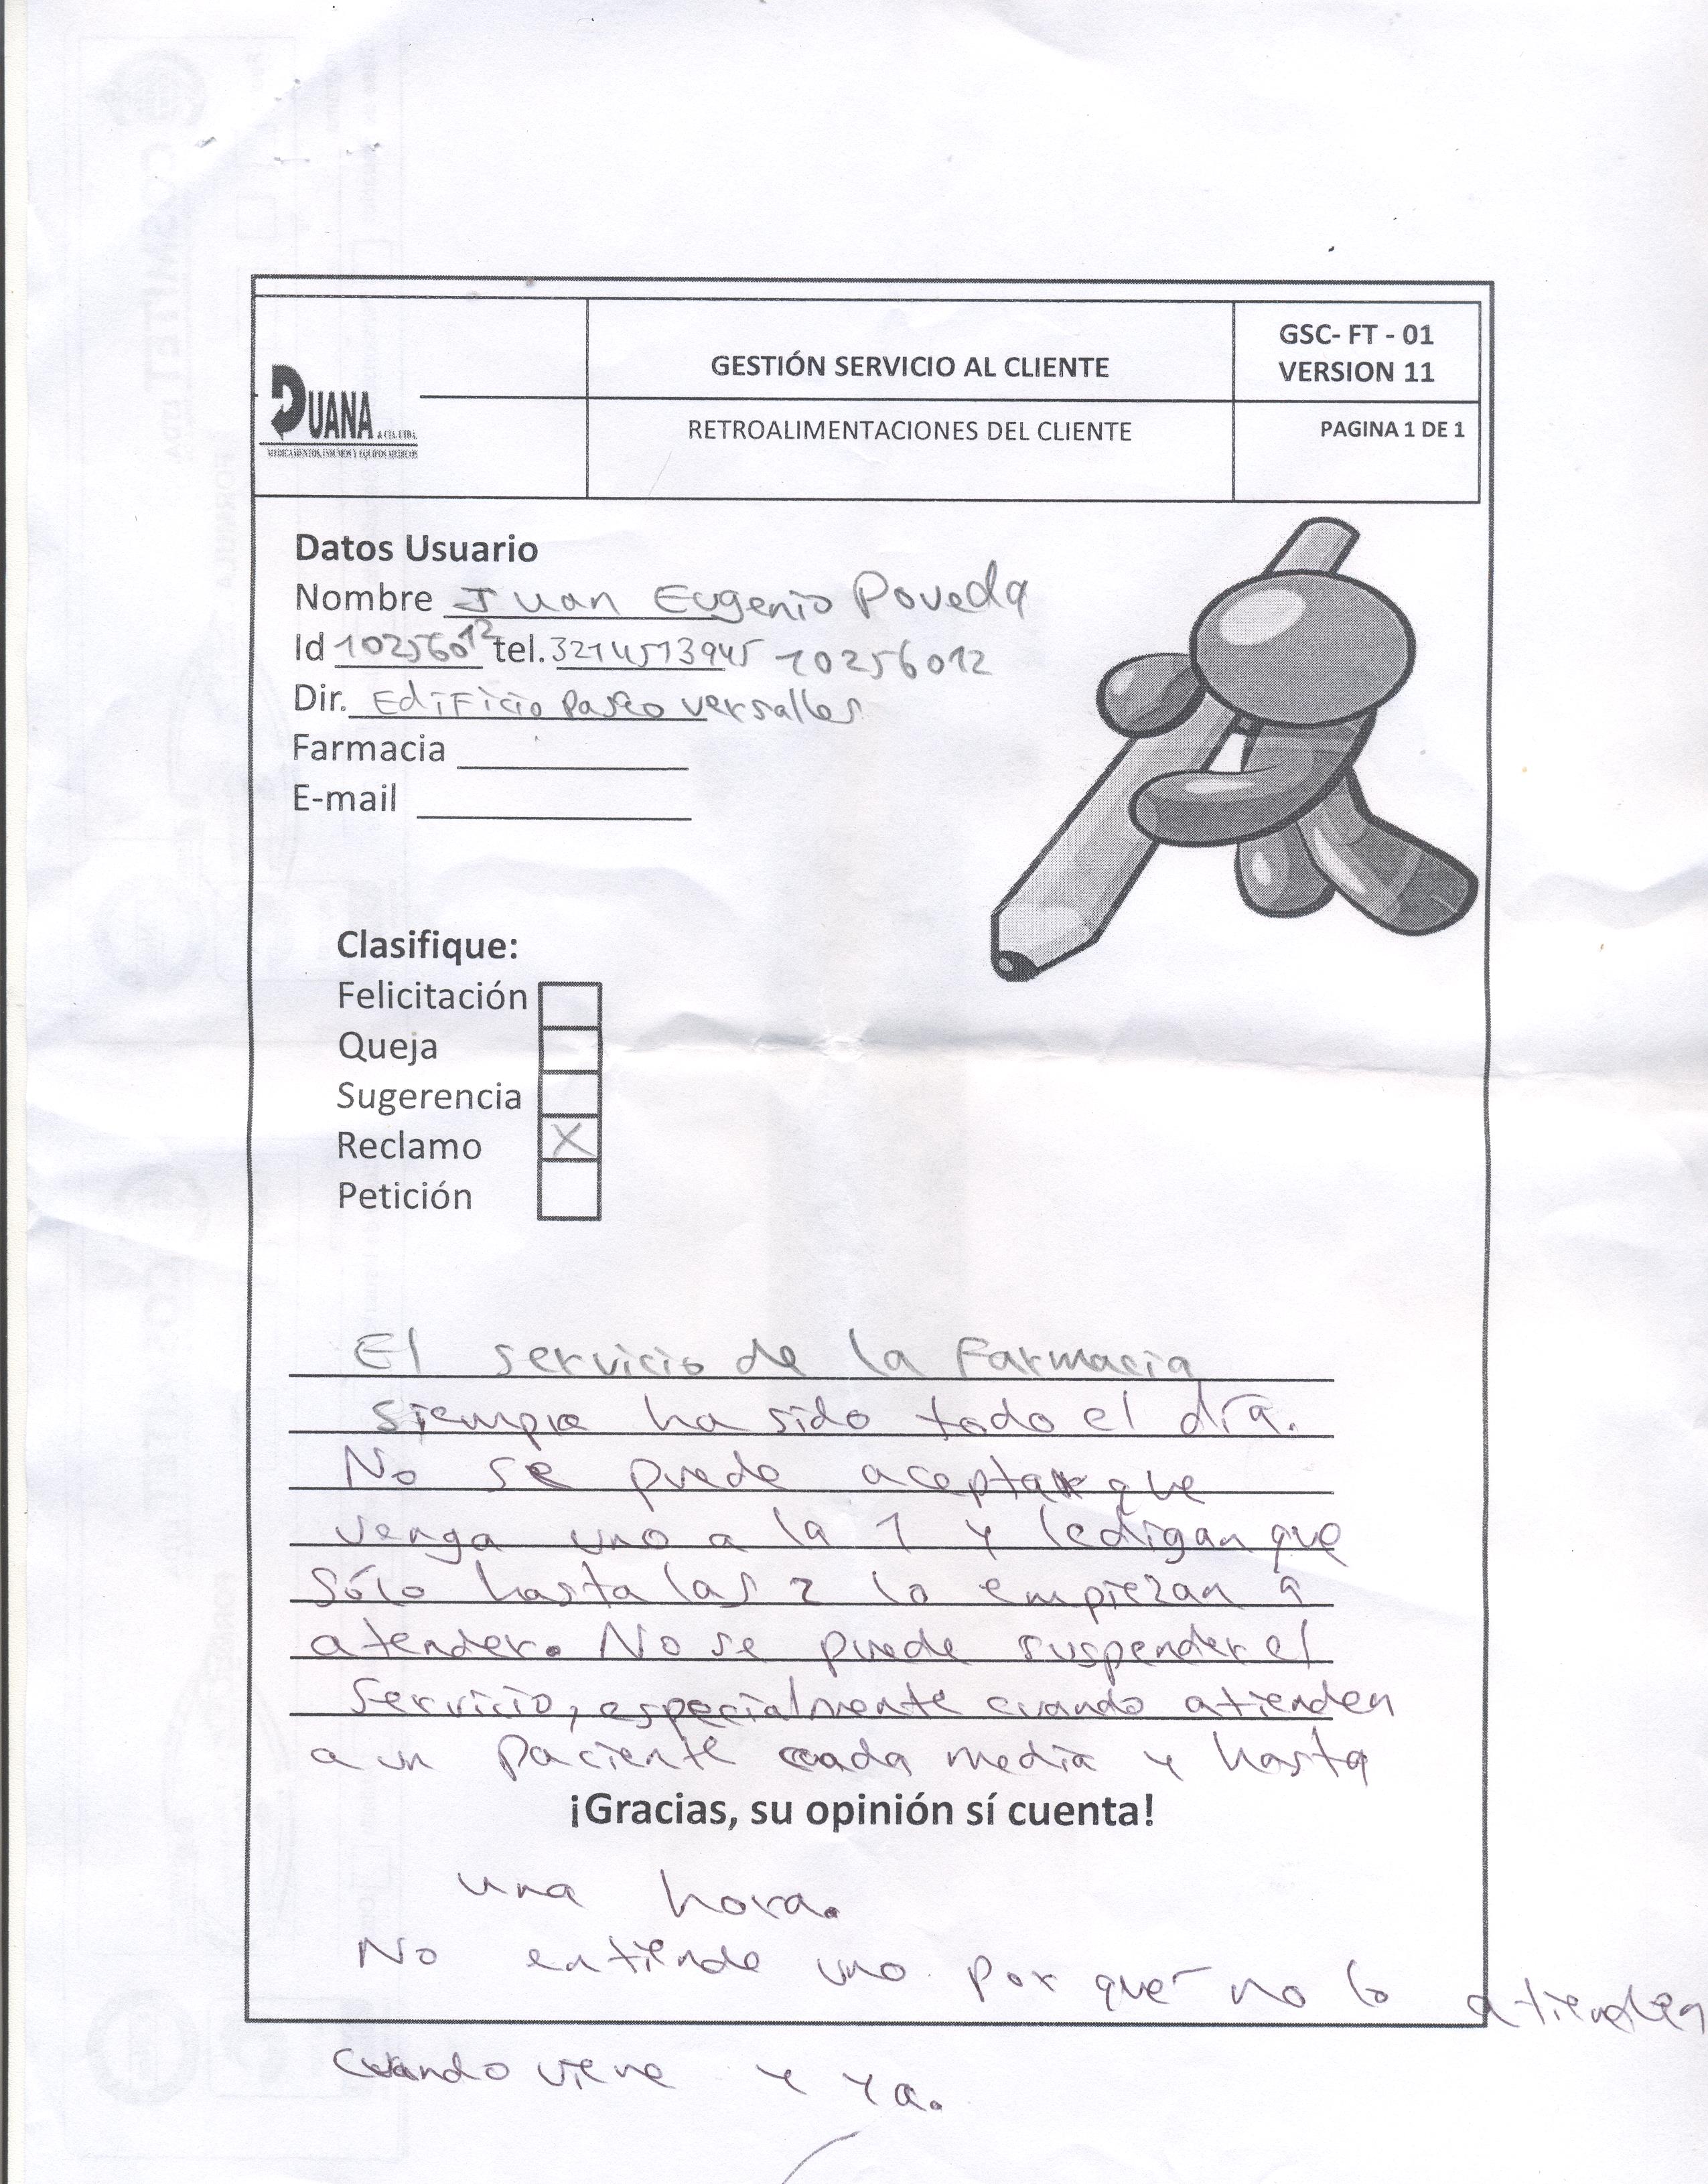 GESTIÓN SERVICIO AL CLIENTE
GSC- FT - 01
VERSION 11
DUANA & CIA. LTDA.
MEDICAMENTOS, INSUMOS Y EQUIPOS MEDICOS
RETROALIMENTACIONES DEL CLIENTE
PAGINA 1 DE 1
Datos Usuario
Nombre Juan Eugenio Poveda
Id 10256012 tel. 3214513945 10256012
Dir. Edificio Paseo Versalles
Farmacia
E-mail
Clasifique:
Felicitación
Queja
Sugerencia
Reclamo X
Petición
El servicio de la Farmacia
siempre ha sido todo el día.
No se puede aceptar que
venga uno a la 1 y le digan que
sólo hasta las 2 lo empiezan a
atender. No se puede suspender el
servicio, especialmente cuando atienden
a un paciente cada media y hasta
¡Gracias, su opinión sí cuenta!
una hora.
No entiende uno por qué no lo atienden
cuando viene y ya.